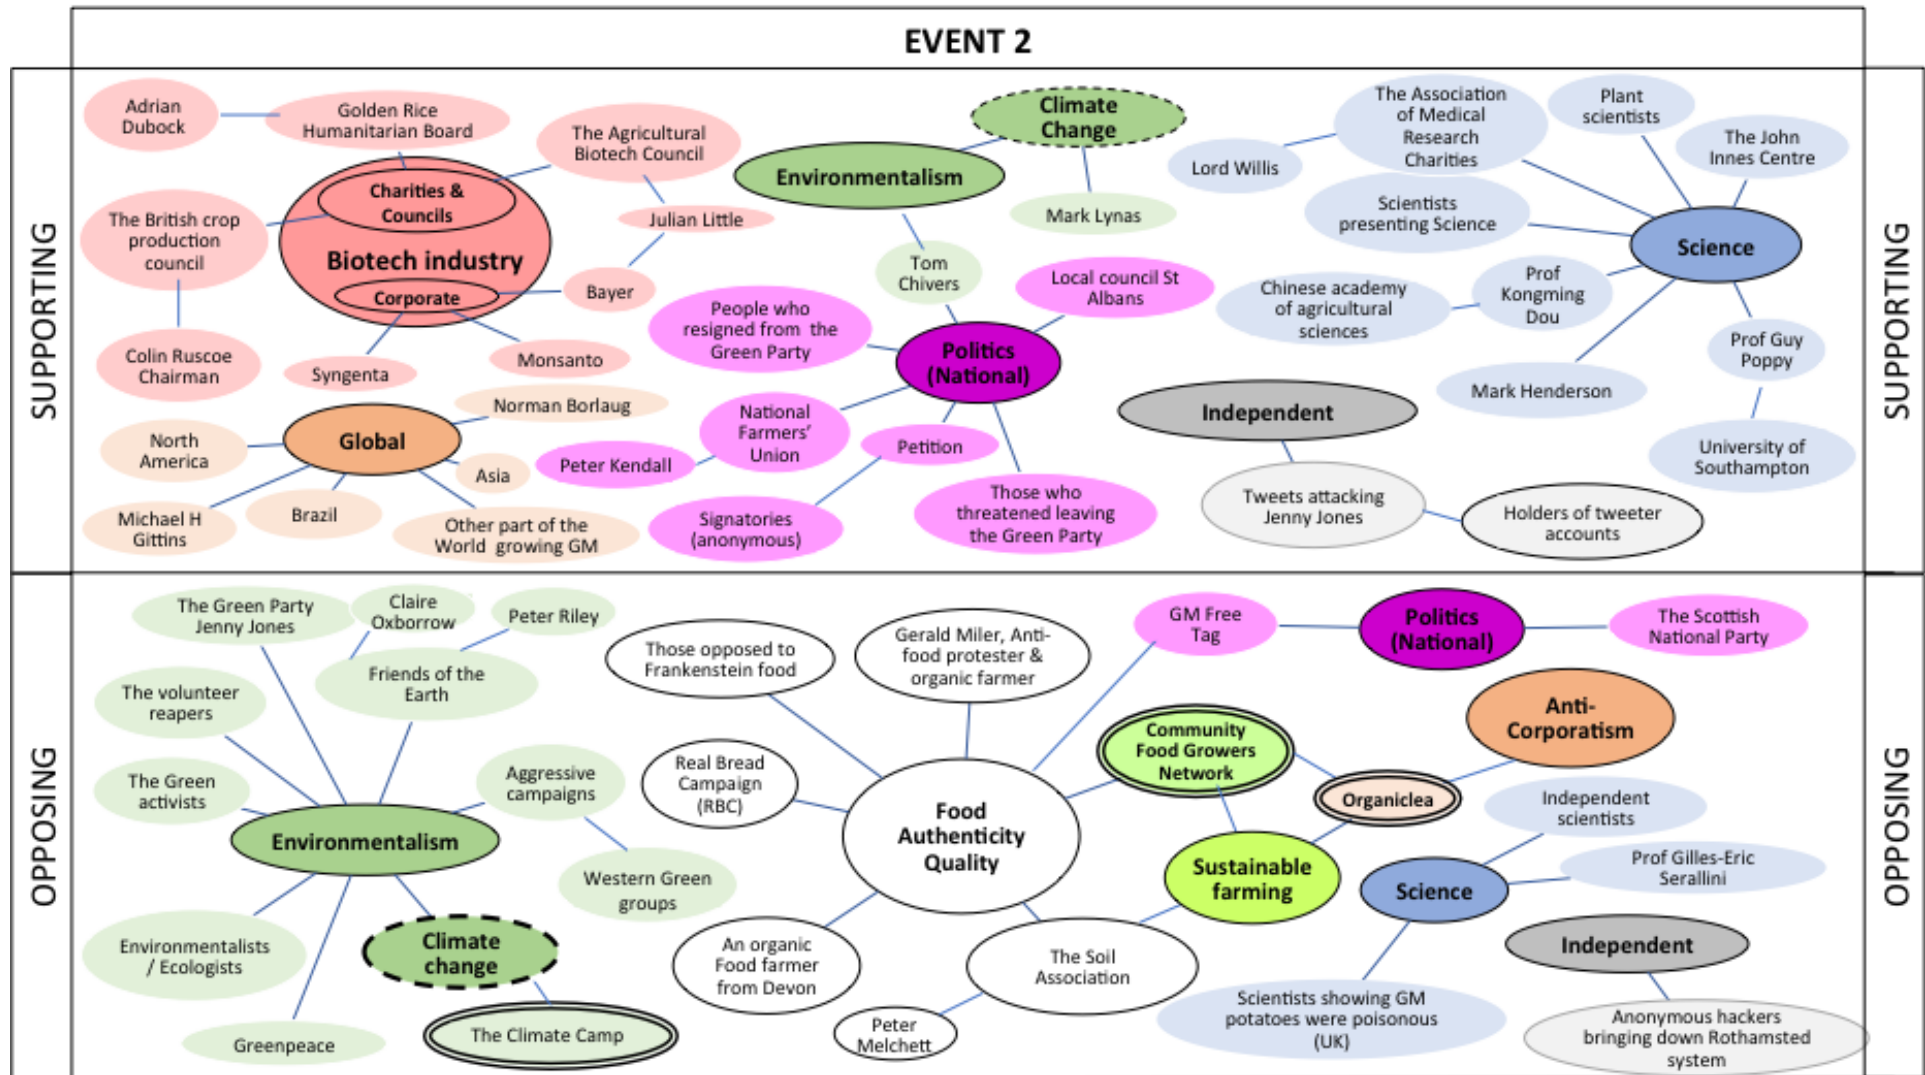 EVENT 2
SUPPORTING
SUPPORTING
Adrian
Dubock
Golden Rice
Humanitarian Board
The Agricultural
Biotech Council
Charities &
Councils
The British crop
production
council
Julian Little
Biotech industry
Corporate
Bayer
Colin Ruscoe
Chairman
Syngenta
Monsanto
Climate
Change
Environmentalism
Mark Lynas
Tom
Chivers
People who
resigned from the
Green Party
Local council St
Albans
Politics
(National)
National
Farmers'
Union
Peter Kendall
Petition
Signatories
(anonymous)
Those who
threatened leaving
the Green Party
Norman Borlaug
Global
North
America
Asia
Michael H
Gittins
Brazil
Other part of the
World growing GM
The Association
of Medical
Research
Charities
Plant
scientists
The John
Innes Centre
Lord Willis
Scientists
presenting Science
Science
Chinese academy
of agricultural
sciences
Prof
Kongming
Dou
Prof Guy
Poppy
Mark Henderson
University of
Southampton
Independent
Tweets attacking
Jenny Jones
Holders of tweeter
accounts
OPPOSING
OPPOSING
The Green Party
Jenny Jones
Claire
Oxborrow
Peter Riley
Friends of the
Earth
The volunteer
reapers
The Green
activists
Aggressive
campaigns
Environmentalism
Western Green
groups
Environmentalists
/ Ecologists
Climate
change
Greenpeace
The Climate Camp
Those opposed to
Frankenstein food
Gerald Miler, Anti-
food protester &
organic farmer
Real Bread
Campaign
(RBC)
Food
Authenticity
Quality
An organic
Food farmer
from Devon
The Soil
Association
Peter
Melchett
GM Free
Tag
Politics
(National)
The Scottish
National Party
Community
Food Growers
Network
Anti-
Corporatism
Organiclea
Sustainable
farming
Independent
scientists
Science
Prof Gilles-Eric
Serallini
Scientists showing GM
potatoes were poisonous
(UK)
Independent
Anonymous hackers
bringing down Rothamsted
system